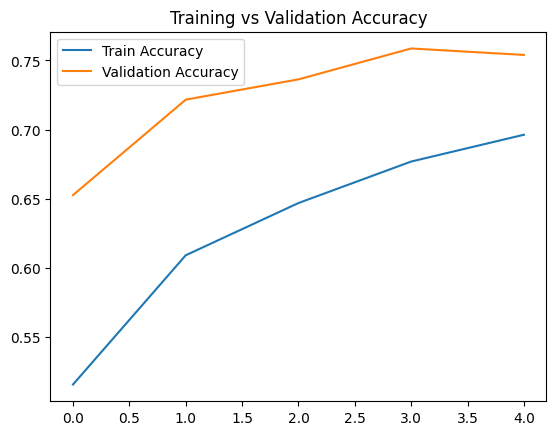 Training vs Validation Accuracy
Train Accuracy
Validation Accuracy
0.75
0.70
0.65
0.60
0.55
0.0 0.5 1.0 1.5 2.0 2.5 3.0 3.5 4.0